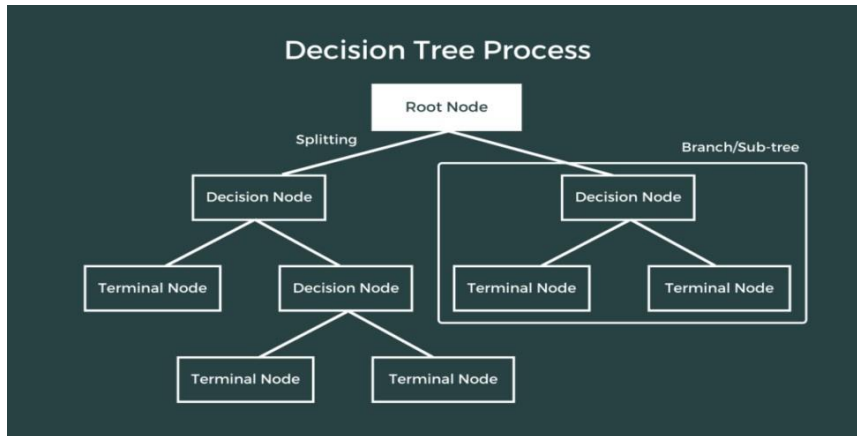 Decision Tree Process
Root Node
Splitting
Branch/Sub-tree
Decision Node
Decision Node
Terminal Node
Decision Node
Terminal Node
Terminal Node
Terminal Node
Terminal Node